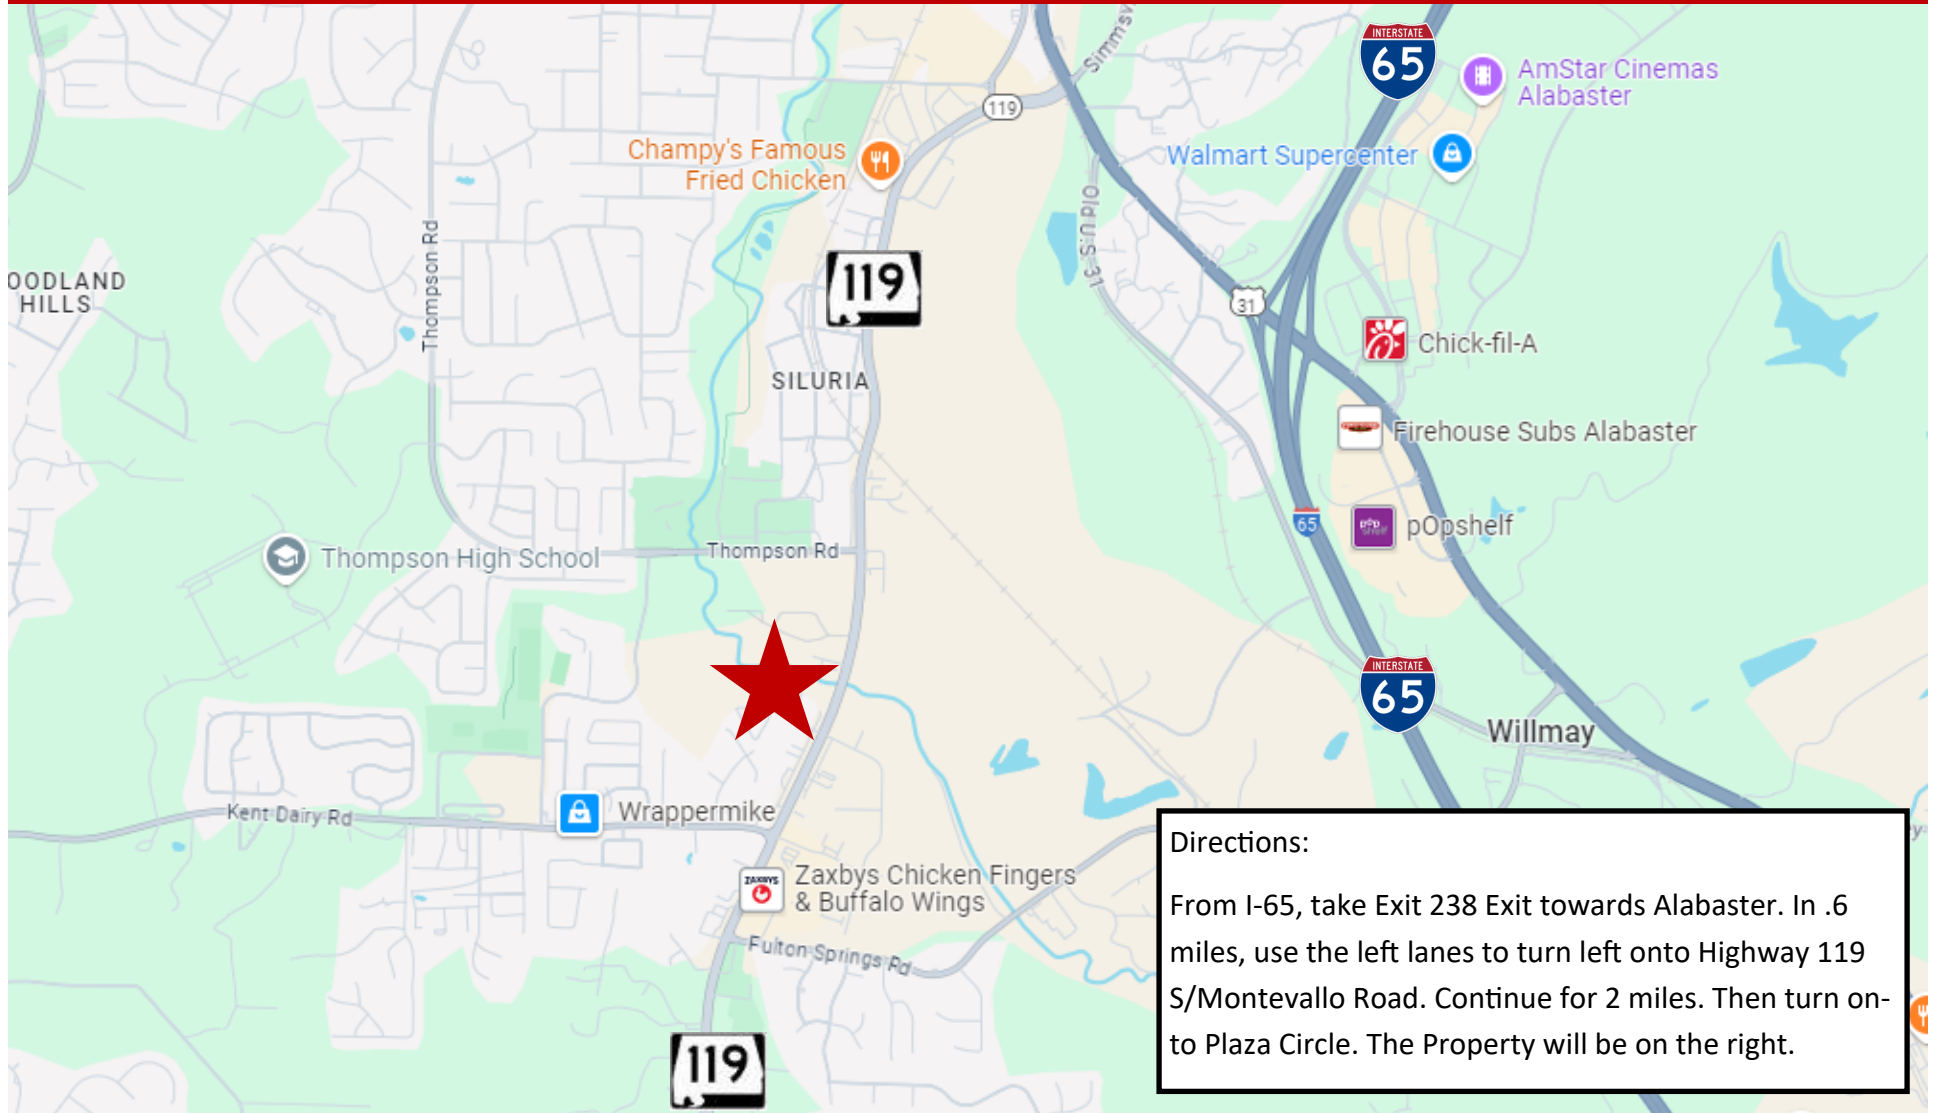 INTERSTATE
65
AmStar Cinemas
Alabaster
119
Champy's Famous
Fried Chicken
Walmart Supercenter
Thompson Rd
Old U.S. 31
OODLAND
HILLS
119
31
Chick-fil-A
SILURIA
Firehouse Subs Alabaster
65
pOpshelf
Thompson High School
Thompson Rd
INTERSTATE
65
Willmay
Kent Dairy Rd
Wrappermike
ZAXBYS
Zaxbys Chicken Fingers
& Buffalo Wings
Fulton Springs Rd
119
Directions:
From I-65, take Exit 238 Exit towards Alabaster. In .6
miles, use the left lanes to turn left onto Highway 119
S/Montevallo Road. Continue for 2 miles. Then turn on-
to Plaza Circle. The Property will be on the right.